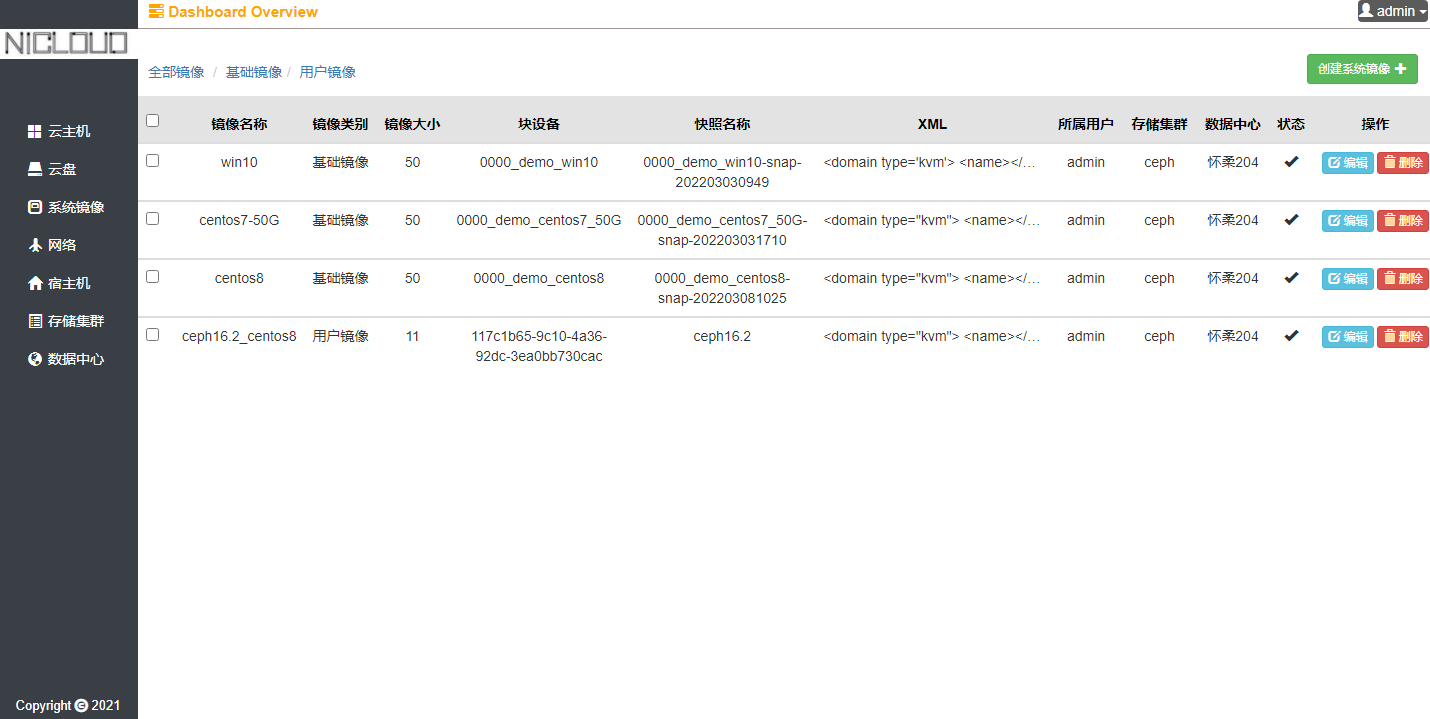 Dashboard Overview
admin
NICLOUD
全部镜像 / 基础镜像 / 用户镜像
创建系统镜像
云主机
云盘
系统镜像
网络
宿主机
存储集群
数据中心
镜像名称 镜像类别 镜像大小 块设备 快照名称 XML 所属用户 存储集群 数据中心 状态 操作
win10 基础镜像 50 0000_demo_win10 0000_demo_win10-snap- <domain type='kvm'> <name></... admin ceph 怀柔204 编辑 删除
202203030949
centos7-50G 基础镜像 50 0000_demo_centos7_50G 0000_demo_centos7_50G- <domain type="kvm"> <name></... admin ceph 怀柔204 编辑 删除
snap-202203031710
centos8 基础镜像 50 0000_demo_centos8 0000_demo_centos8- <domain type="kvm"> <name></... admin ceph 怀柔204 编辑 删除
snap-202203081025
ceph16.2_centos8 用户镜像 11 117c1b65-9c10-4a36- ceph16.2 <domain type="kvm"> <name></... admin ceph 怀柔204 编辑 删除
92dc-3ea0bb730cac
Copyright © 2021